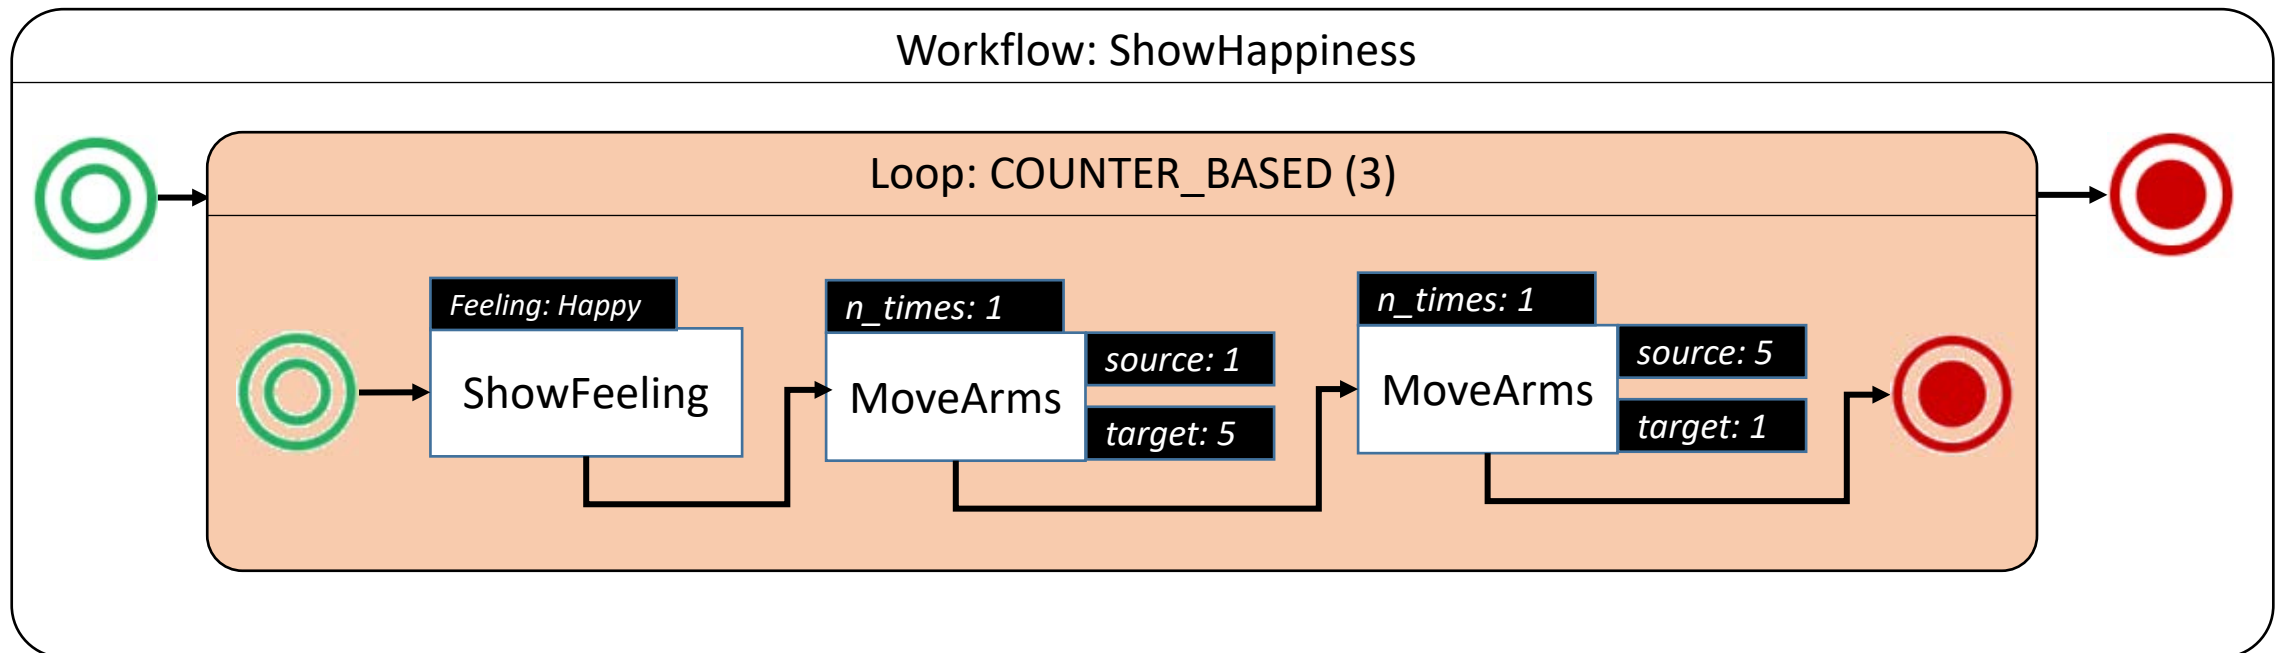 Workflow: ShowHappiness
Loop: COUNTER_BASED (3)
Feeling: Happy
ShowFeeling
n_times: 1
MoveArms
source: 1
target: 5
n_times: 1
MoveArms
source: 5
target: 1